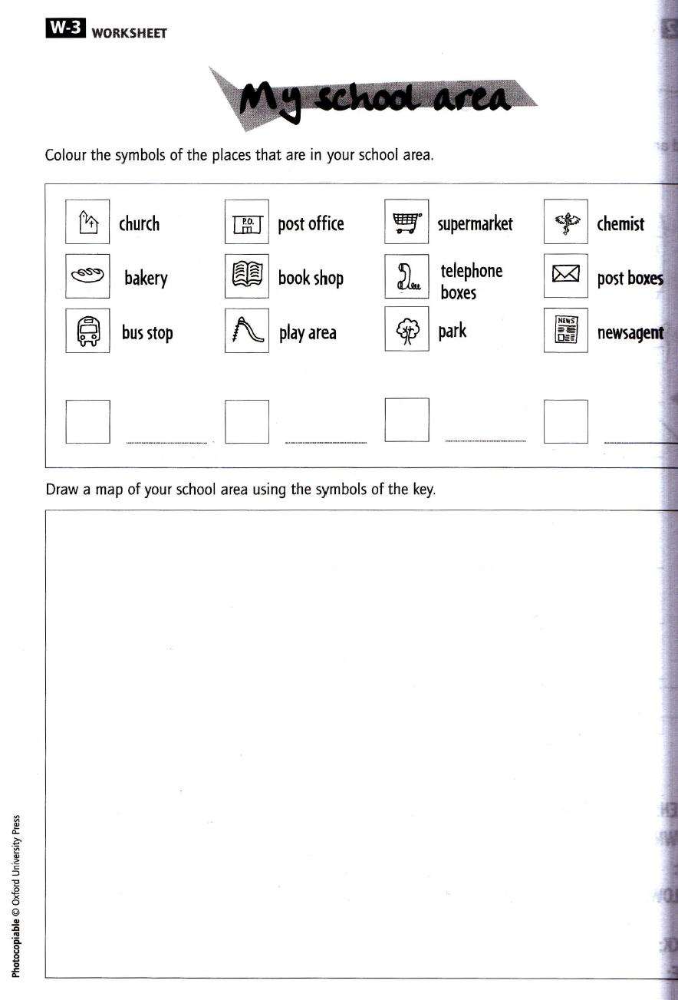 W-3 WORKSHEET
My school area
Colour the symbols of the places that are in your school area.
church
P.O.
post office
supermarket
chemist
bakery
book shop
telephone
boxes
post boxes
bus stop
play area
park
NEWS
newsagent
Draw a map of your school area using the symbols of the key.
Photocopiable © Oxford University Press